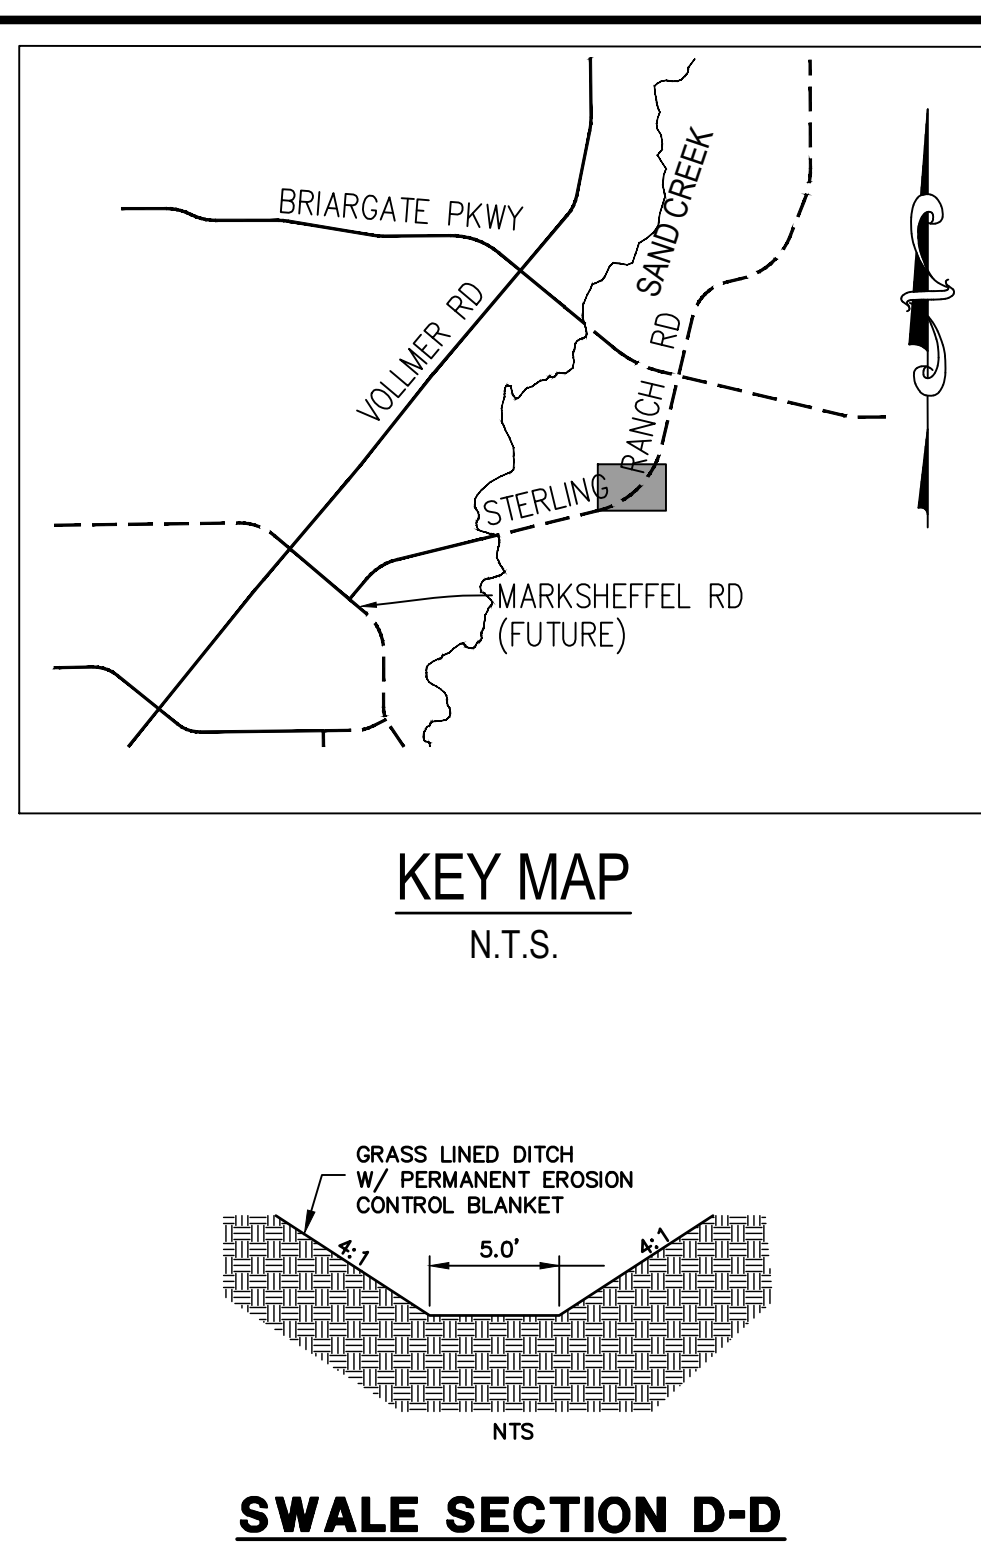 BRIARGATE PKWY
SAND CREEK
VOLLMER RD
STERLING RANCH RD
MARKSHEFFEL RD
(FUTURE)
KEY MAP
N.T.S.
GRASS LINED DITCH
W/ PERMANENT EROSION
CONTROL BLANKET
4:1
5.0'
4:1
NTS
SWALE SECTION D-D